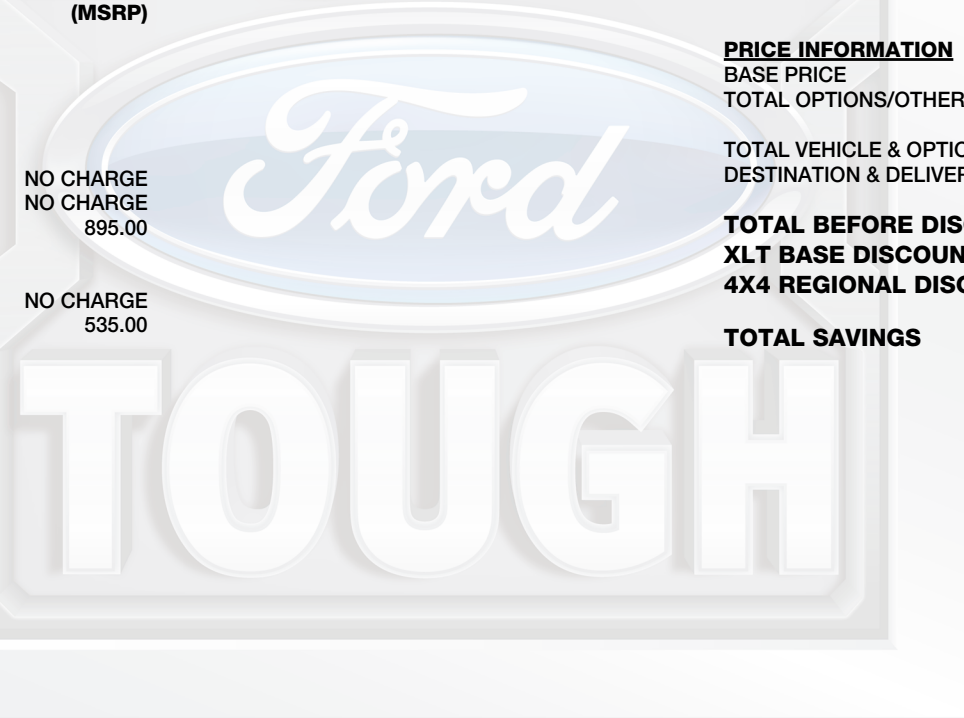 (MSRP)
NO CHARGE
NO CHARGE
895.00
NO CHARGE
535.00
PRICE INFORMATION
BASE PRICE
TOTAL OPTIONS/OTHER
TOTAL VEHICLE & OPTIO
DESTINATION & DELIVER
TOTAL BEFORE DIS
XLT BASE DISCOUN
4X4 REGIONAL DISC
TOTAL SAVINGS
Ford
TOUGH